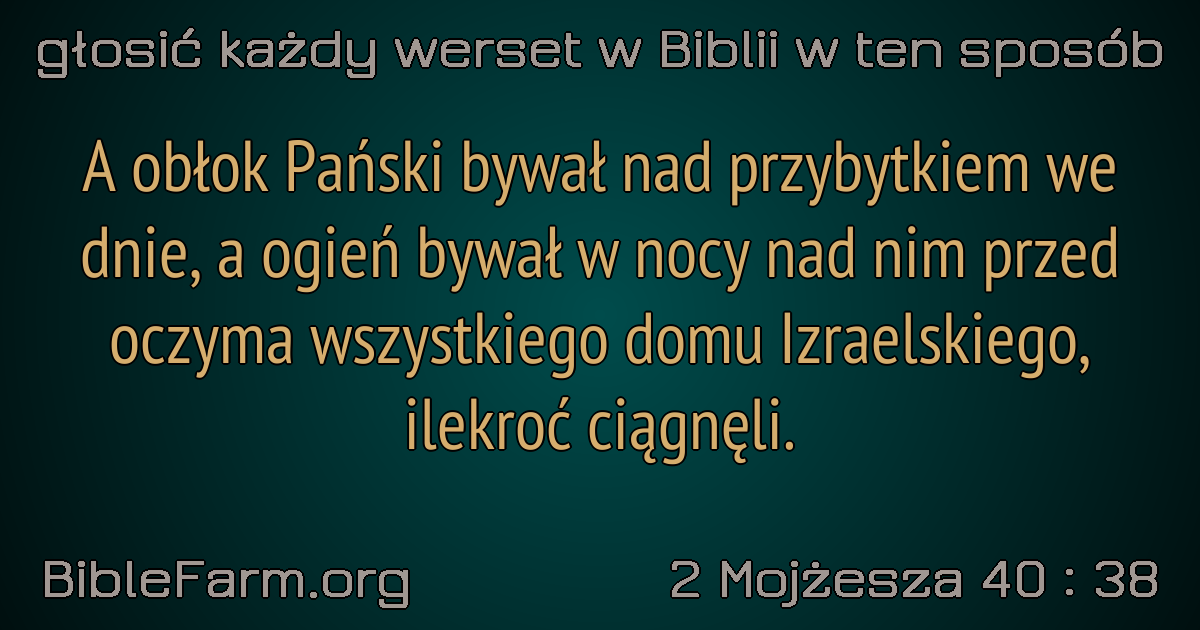 głosić każdy werset w Biblii w ten sposób
A obłok Pański bywał nad przybytkiem we
dnie, a ogień bywał w nocy nad nim przed
oczyma wszystkiego domu Izraelskiego,
ilekroć ciągnęli.
BibleFarm.org
2 Mojżesza 40 : 38